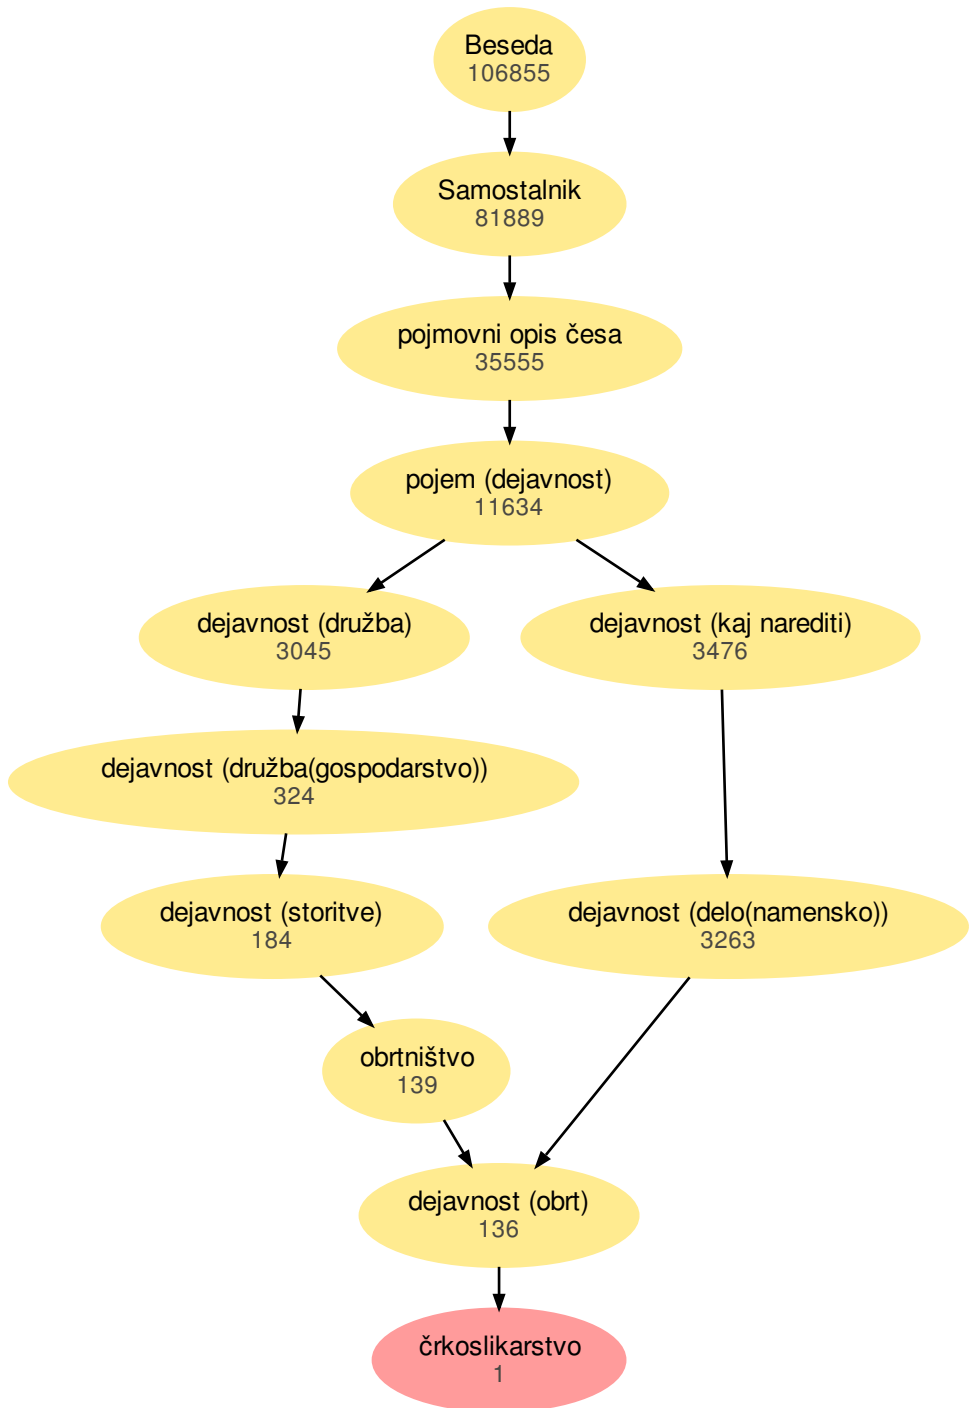 Beseda
106855
Samostalnik
81889
pojmovni opis česa
35555
pojem (dejavnost)
11634
dejavnost (družba)
3045
dejavnost (kaj narediti)
3476
dejavnost (družba(gospodarstvo))
324
dejavnost (storitve)
184
dejavnost (delo(namensko))
3263
obrtništvo
139
dejavnost (obrt)
136
črkoslikarstvo
1